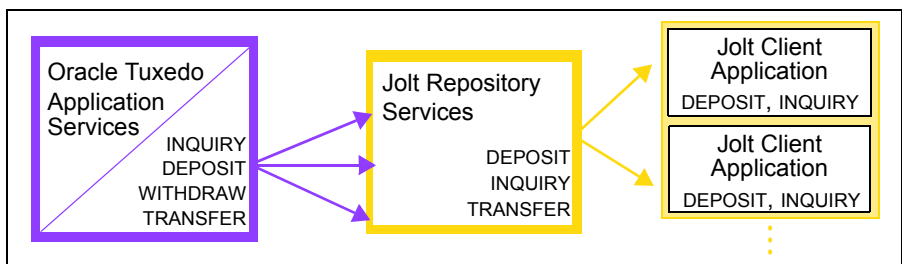 Oracle Tuxedo
Application
Services
INQUIRY
DEPOSIT
WITHDRAW
TRANSFER
Jolt Repository
Services
DEPOSIT
INQUIRY
TRANSFER
Jolt Client
Application
DEPOSIT, INQUIRY
Jolt Client
Application
DEPOSIT, INQUIRY